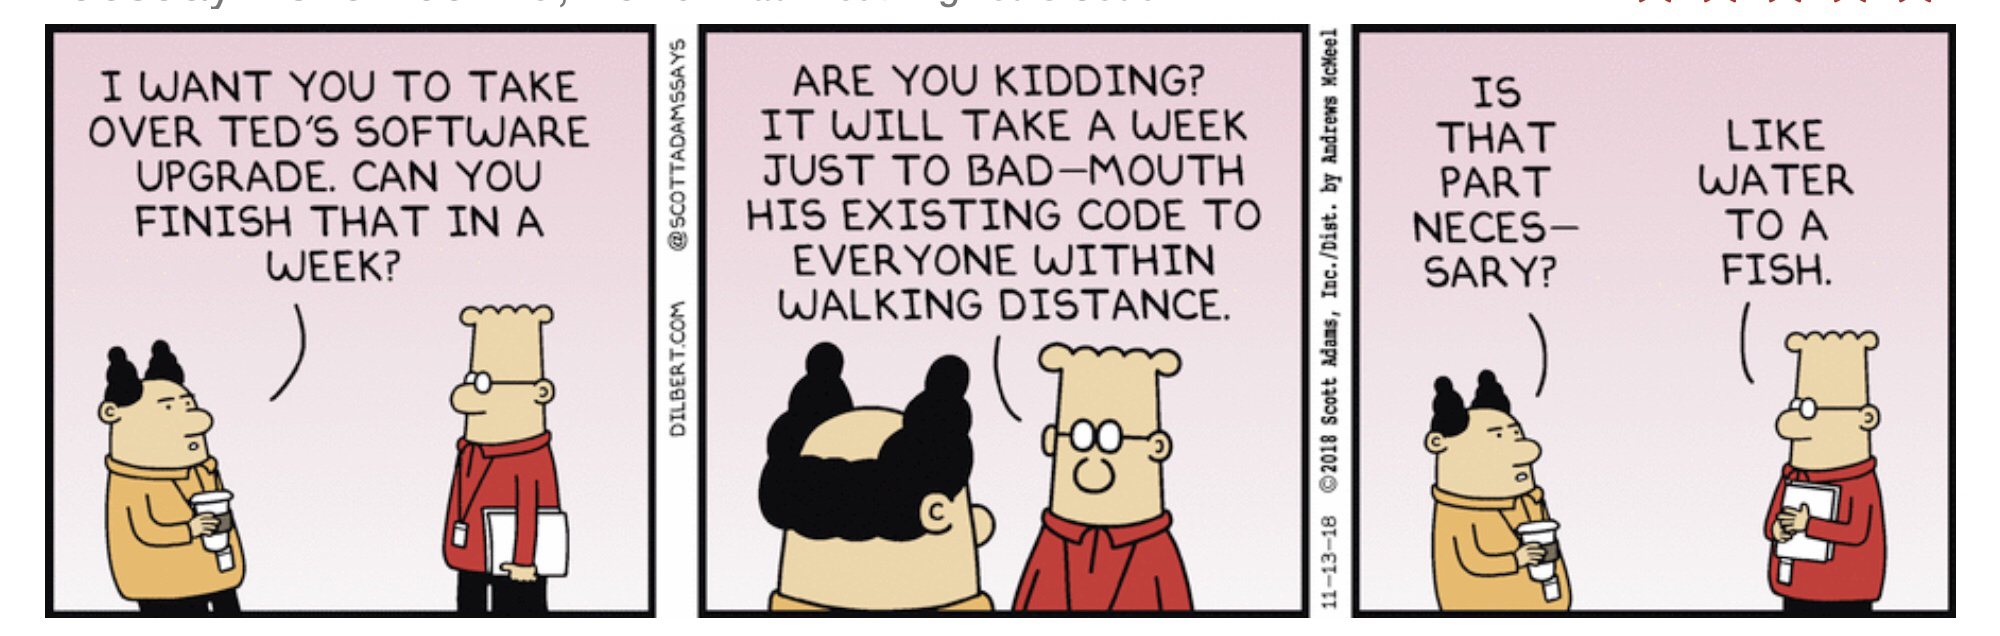 I WANT YOU TO TAKE
OVER TED'S SOFTWARE
UPGRADE. CAN YOU
FINISH THAT IN A
WEEK?
DILBERT.COM @SCOTTADAMSSAYS
ARE YOU KIDDING?
IT WILL TAKE A WEEK
JUST TO BAD—MOUTH
HIS EXISTING CODE TO
EVERYONE WITHIN
WALKING DISTANCE.
11-13-18 ©2018 Scott Adams, Inc./Dist. by Andrews McMeel
IS
THAT
PART
NECES—
SARY?
LIKE
WATER
TO A
FISH.